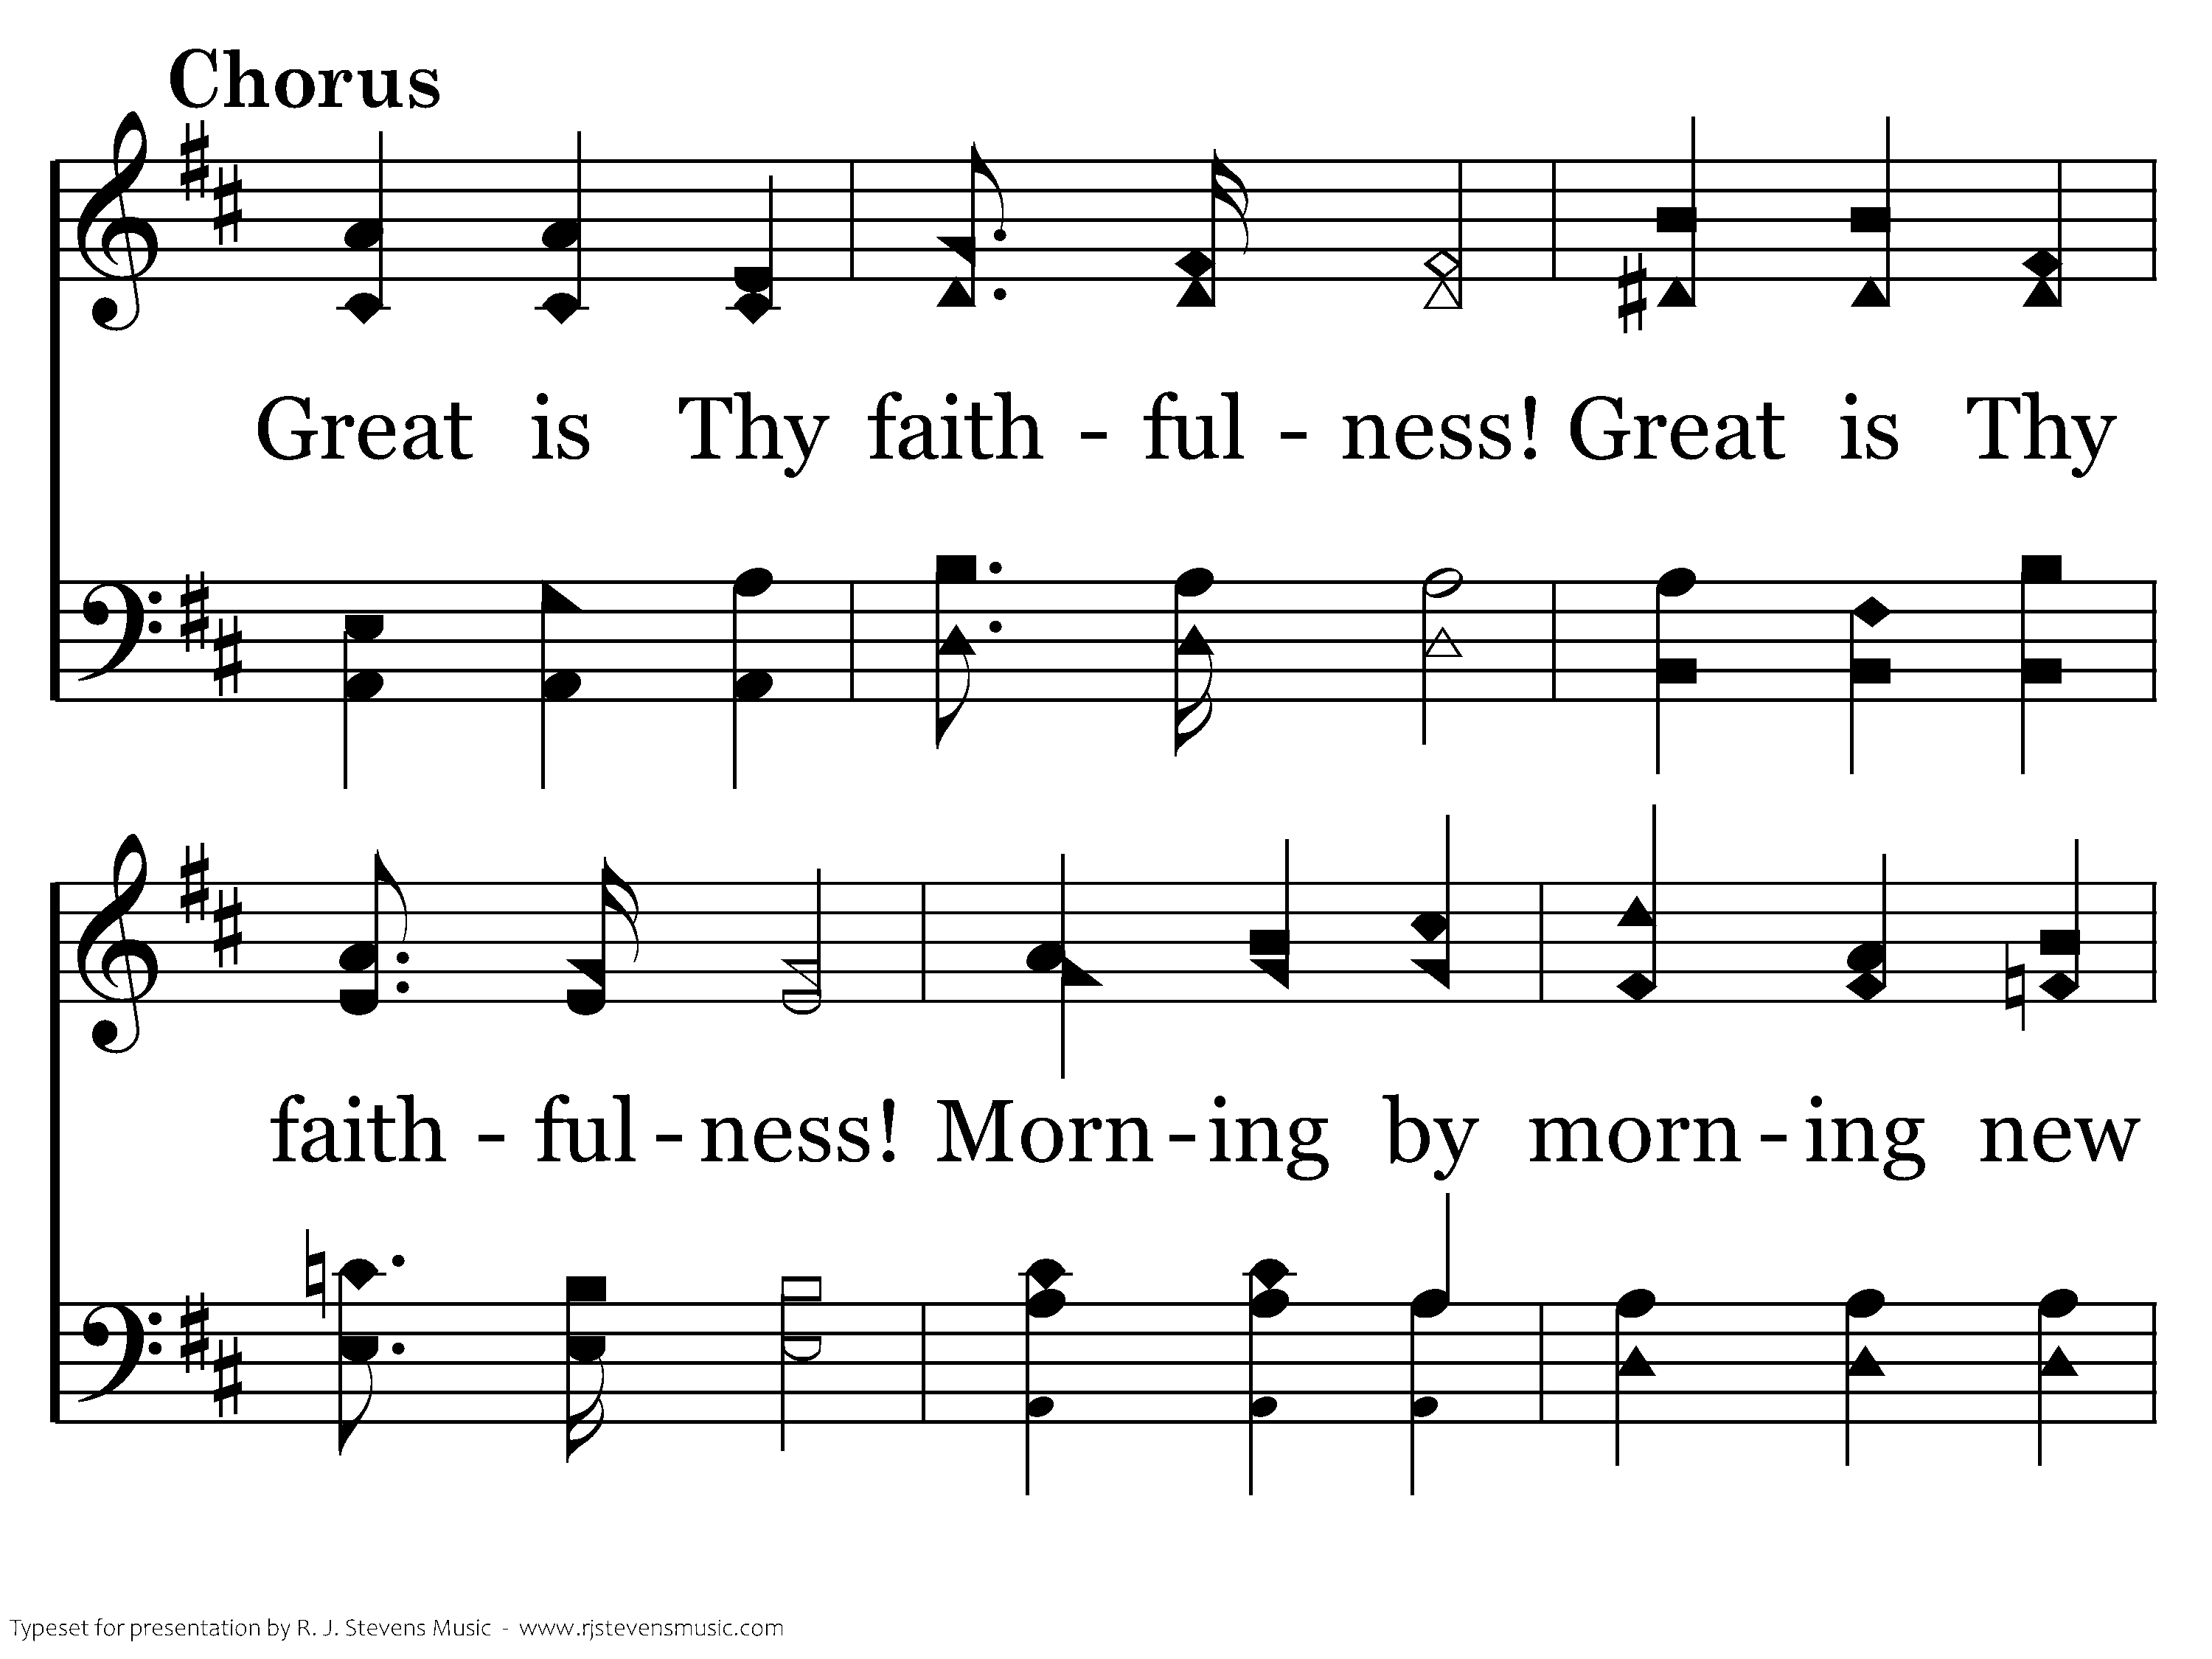 Chorus
Great is Thy faith - ful - ness! Great is Thy
faith - ful - ness! Morn - ing by morn - ing new
Typeset for presentation by R. J. Stevens Music - www.rjstevensmusic.com